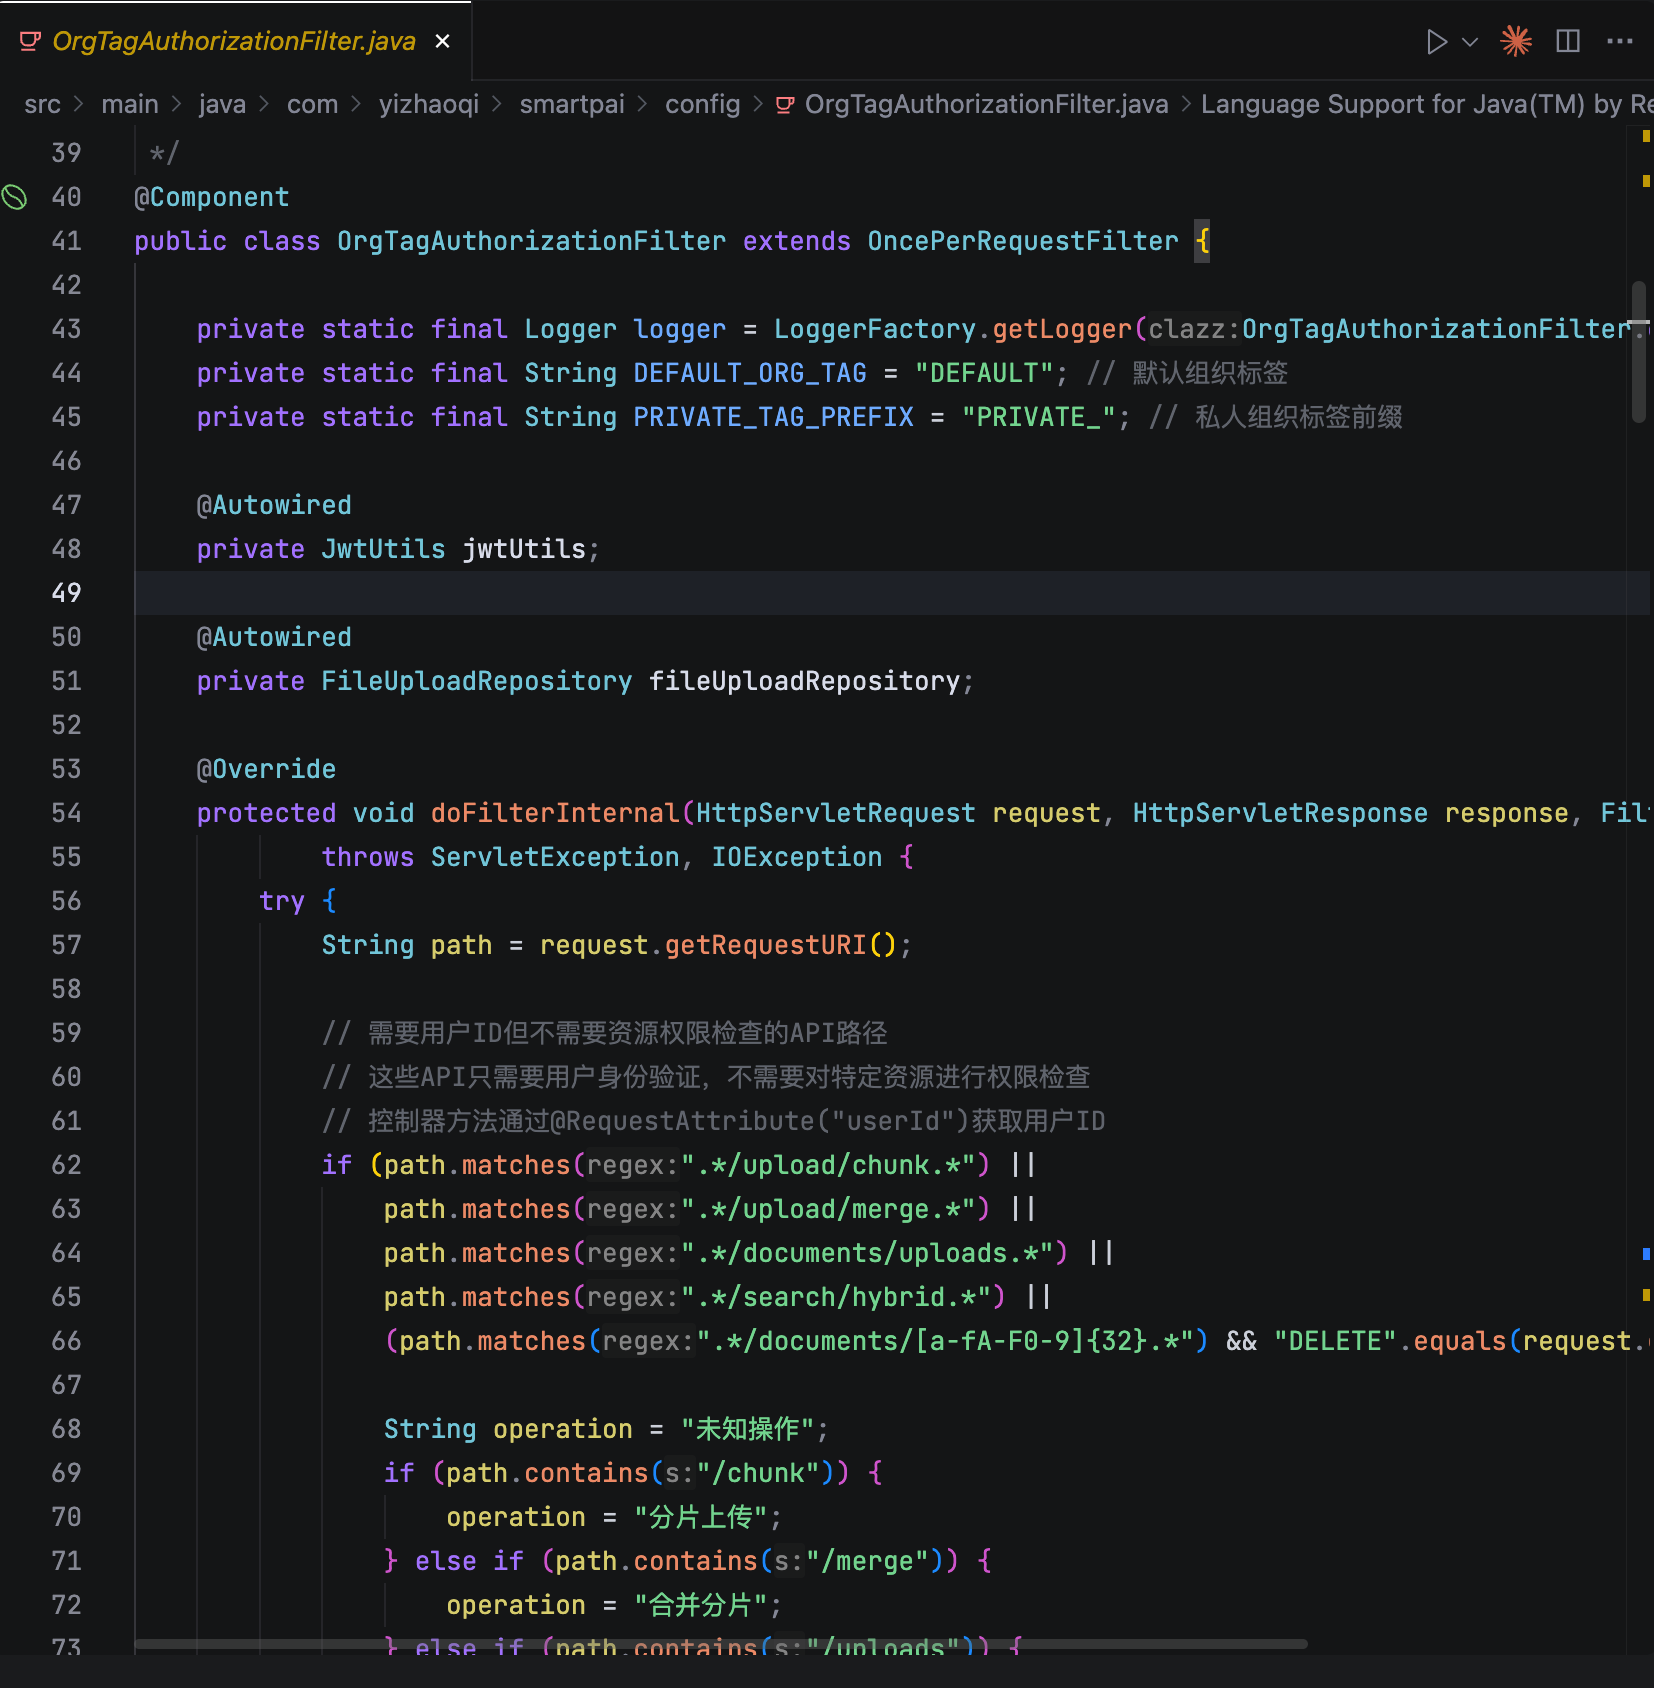 OrgTagAuthorizationFilter.java
src > main > java > com > yizhaoqi > smartpai > config > OrgTagAuthorizationFilter.java > Language Support for Java(TM) by Re
39 */
40 @Component
41 public class OrgTagAuthorizationFilter extends OncePerRequestFilter {
42
43 private static final Logger logger = LoggerFactory.getLogger(clazz:OrgTagAuthorizationFilter.
44 private static final String DEFAULT_ORG_TAG = "DEFAULT"; // 默认组织标签
45 private static final String PRIVATE_TAG_PREFIX = "PRIVATE_"; // 私人组织标签前缀
46
47 @Autowired
48 private JwtUtils jwtUtils;
49
50 @Autowired
51 private FileUploadRepository fileUploadRepository;
52
53 @Override
54 protected void doFilterInternal(HttpServletRequest request, HttpServletResponse response, Filt
55 throws ServletException, IOException {
56 try {
57 String path = request.getRequestURI();
58
59 // 需要用户ID但不需要资源权限检查的API路径
60 // 这些API只需要用户身份验证，不需要对特定资源进行权限检查
61 // 控制器方法通过@RequestAttribute("userId")获取用户ID
62 if (path.matches(regex:".*/upload/chunk.*") ||
63 path.matches(regex:".*/upload/merge.*") ||
64 path.matches(regex:".*/documents/uploads.*") ||
65 path.matches(regex:".*/search/hybrid.*") ||
66 (path.matches(regex:".*/documents/[a-fA-F0-9]{32}.*") && "DELETE".equals(request.
67
68 String operation = "未知操作";
69 if (path.contains(s:"/chunk")) {
70 operation = "分片上传";
71 } else if (path.contains(s:"/merge")) {
72 operation = "合并分片";
73 } else if (path.contains(s:"/uploads")) {